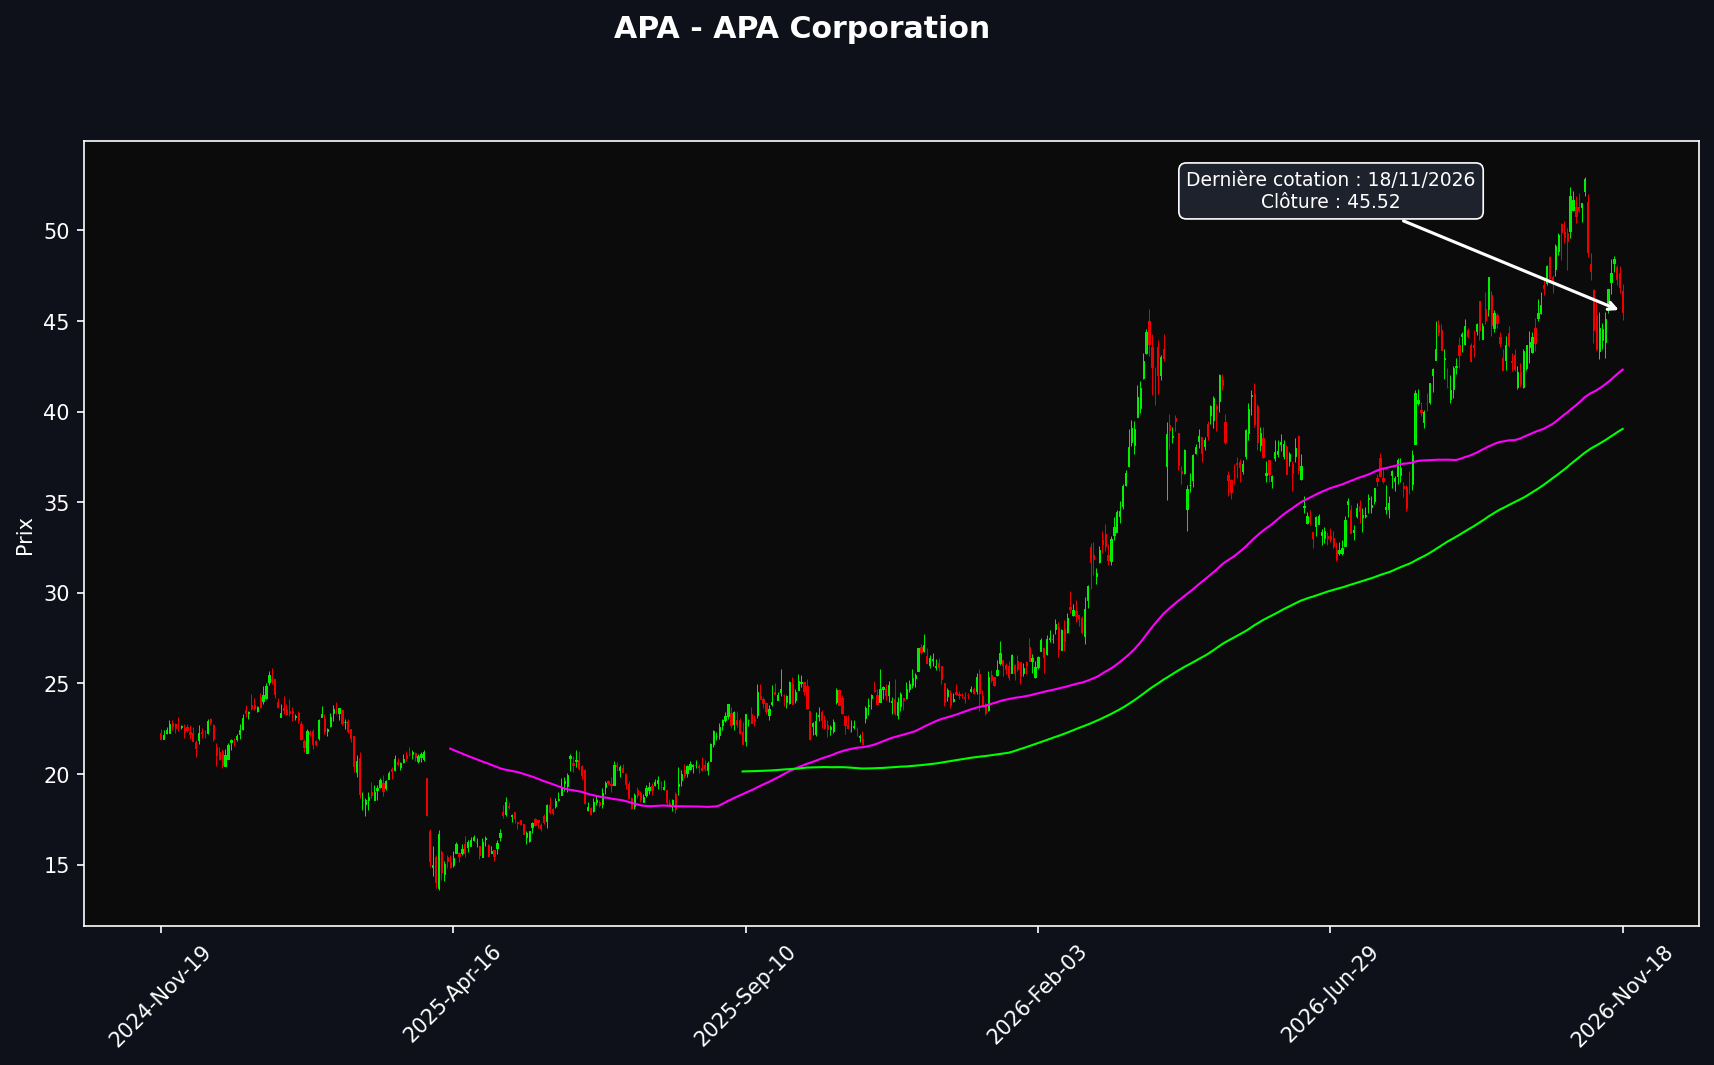 APA - APA Corporation
Dernière cotation : 18/11/2026
Clôture : 45.52
Prix
50
45
40
35
30
25
20
15
2024-Nov-19
2025-Apr-16
2025-Sep-10
2026-Feb-03
2026-Jun-29
2026-Nov-18